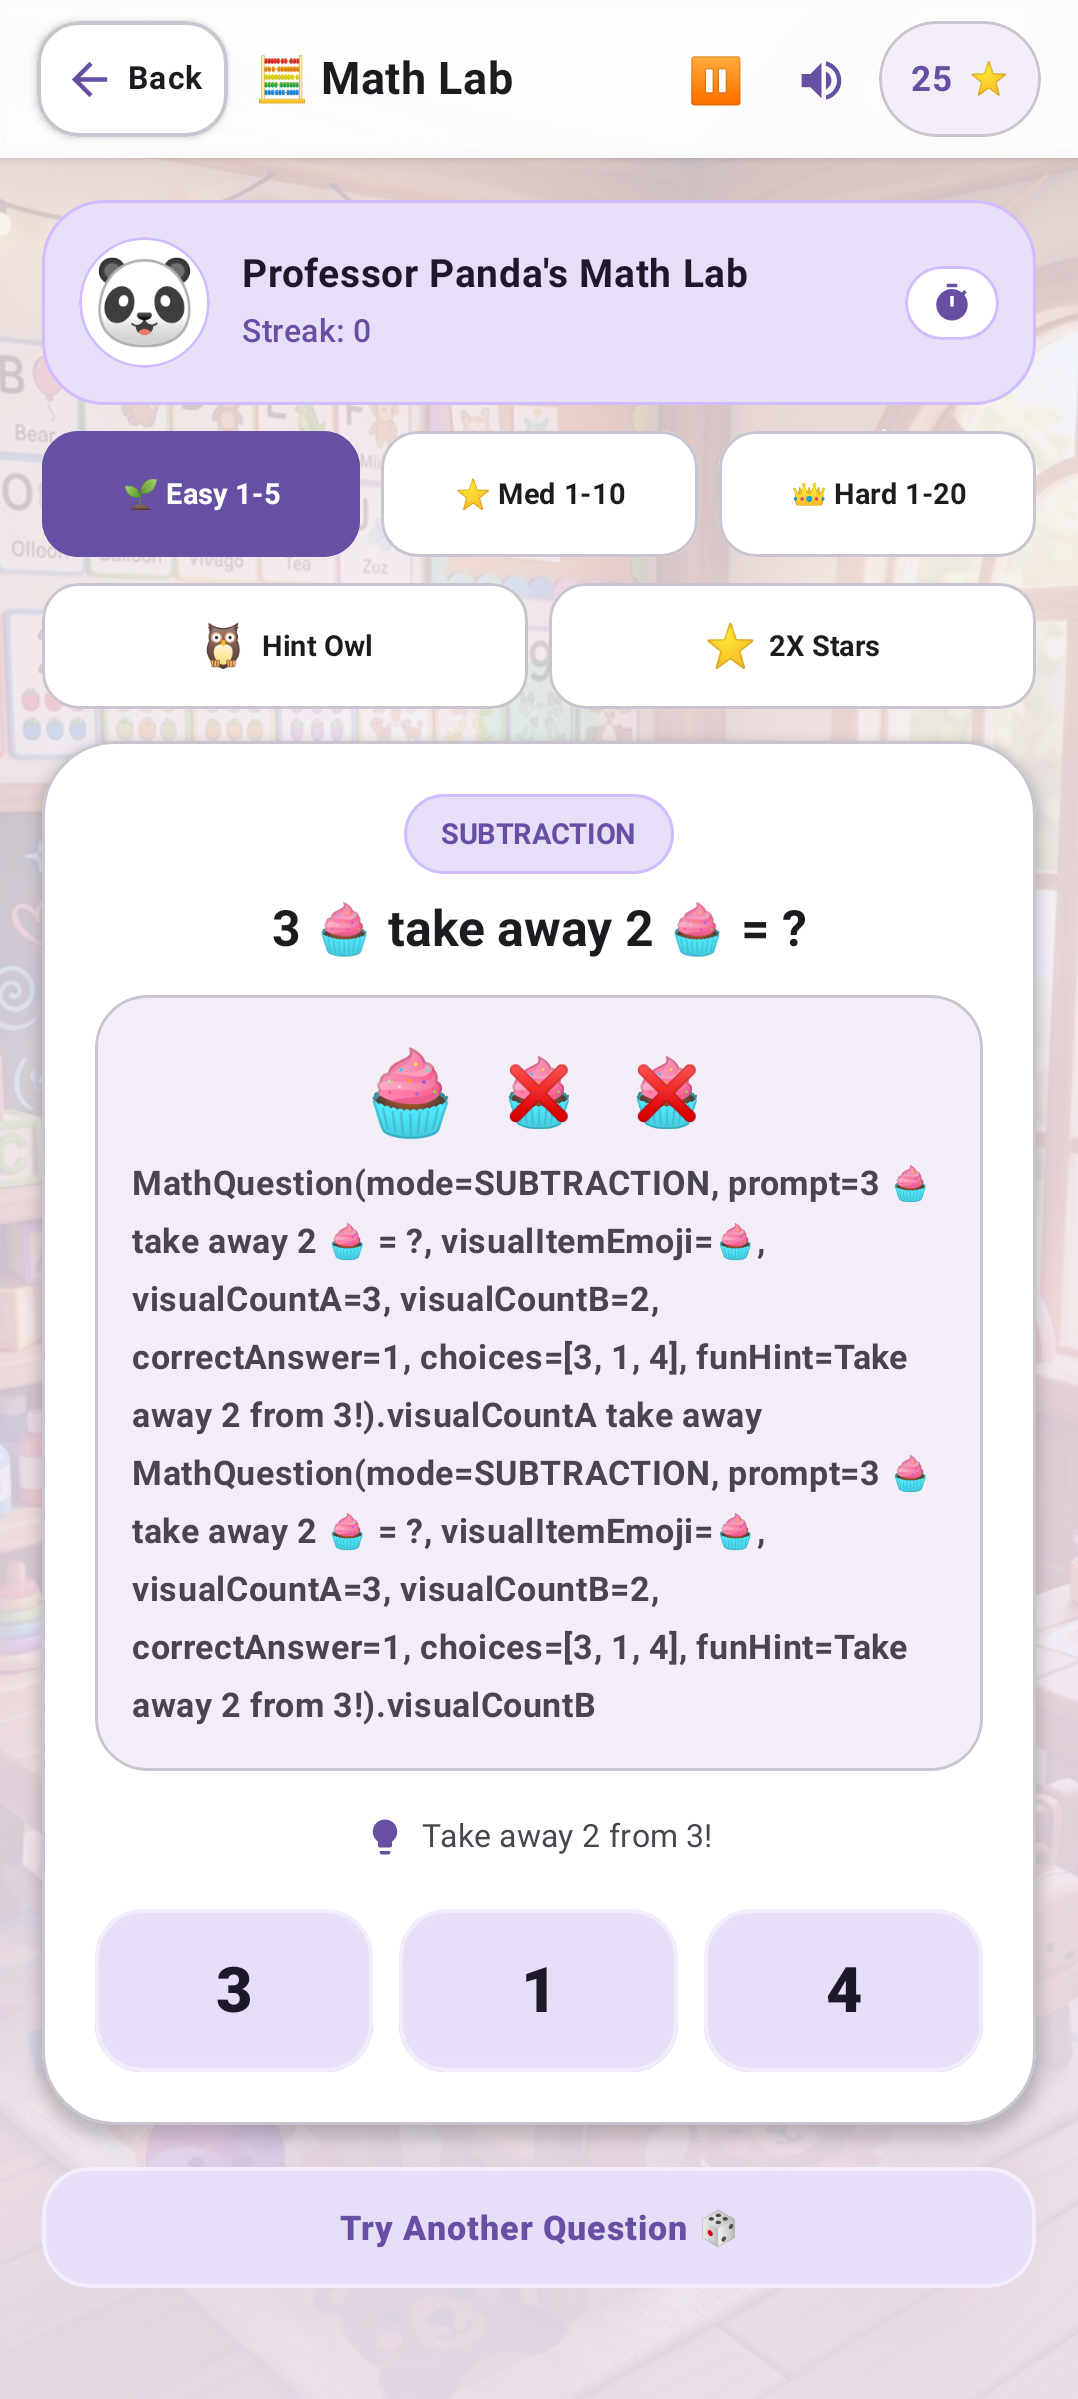 Back
🧮 Math Lab
25 ⭐
Professor Panda's Math Lab
Streak: 0
🌱 Easy 1-5
⭐ Med 1-10
👑 Hard 1-20
🦉 Hint Owl
⭐ 2X Stars
SUBTRACTION
3 🧁 take away 2 🧁 = ?
MathQuestion(mode=SUBTRACTION, prompt=3 🧁
take away 2 🧁 = ?, visualItemEmoji=🧁,
visualCountA=3, visualCountB=2,
correctAnswer=1, choices=[3, 1, 4], funHint=Take
away 2 from 3!).visualCountA take away
MathQuestion(mode=SUBTRACTION, prompt=3 🧁
take away 2 🧁 = ?, visualItemEmoji=🧁,
visualCountA=3, visualCountB=2,
correctAnswer=1, choices=[3, 1, 4], funHint=Take
away 2 from 3!).visualCountB
Take away 2 from 3!
3
1
4
Try Another Question 🎲